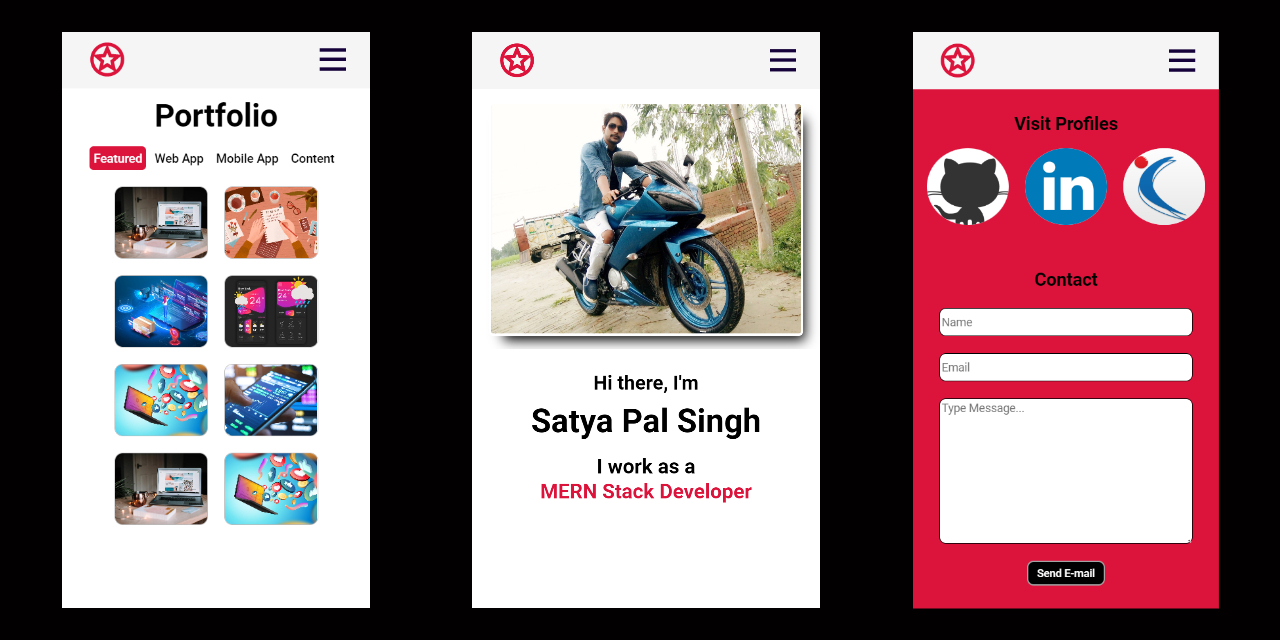 Portfolio
Featured Web App Mobile App Content
Hi there, I'm
Satya Pal Singh
I work as a
MERN Stack Developer
Visit Profiles
in
Contact
Name
Email
Type Message...
Send E-mail